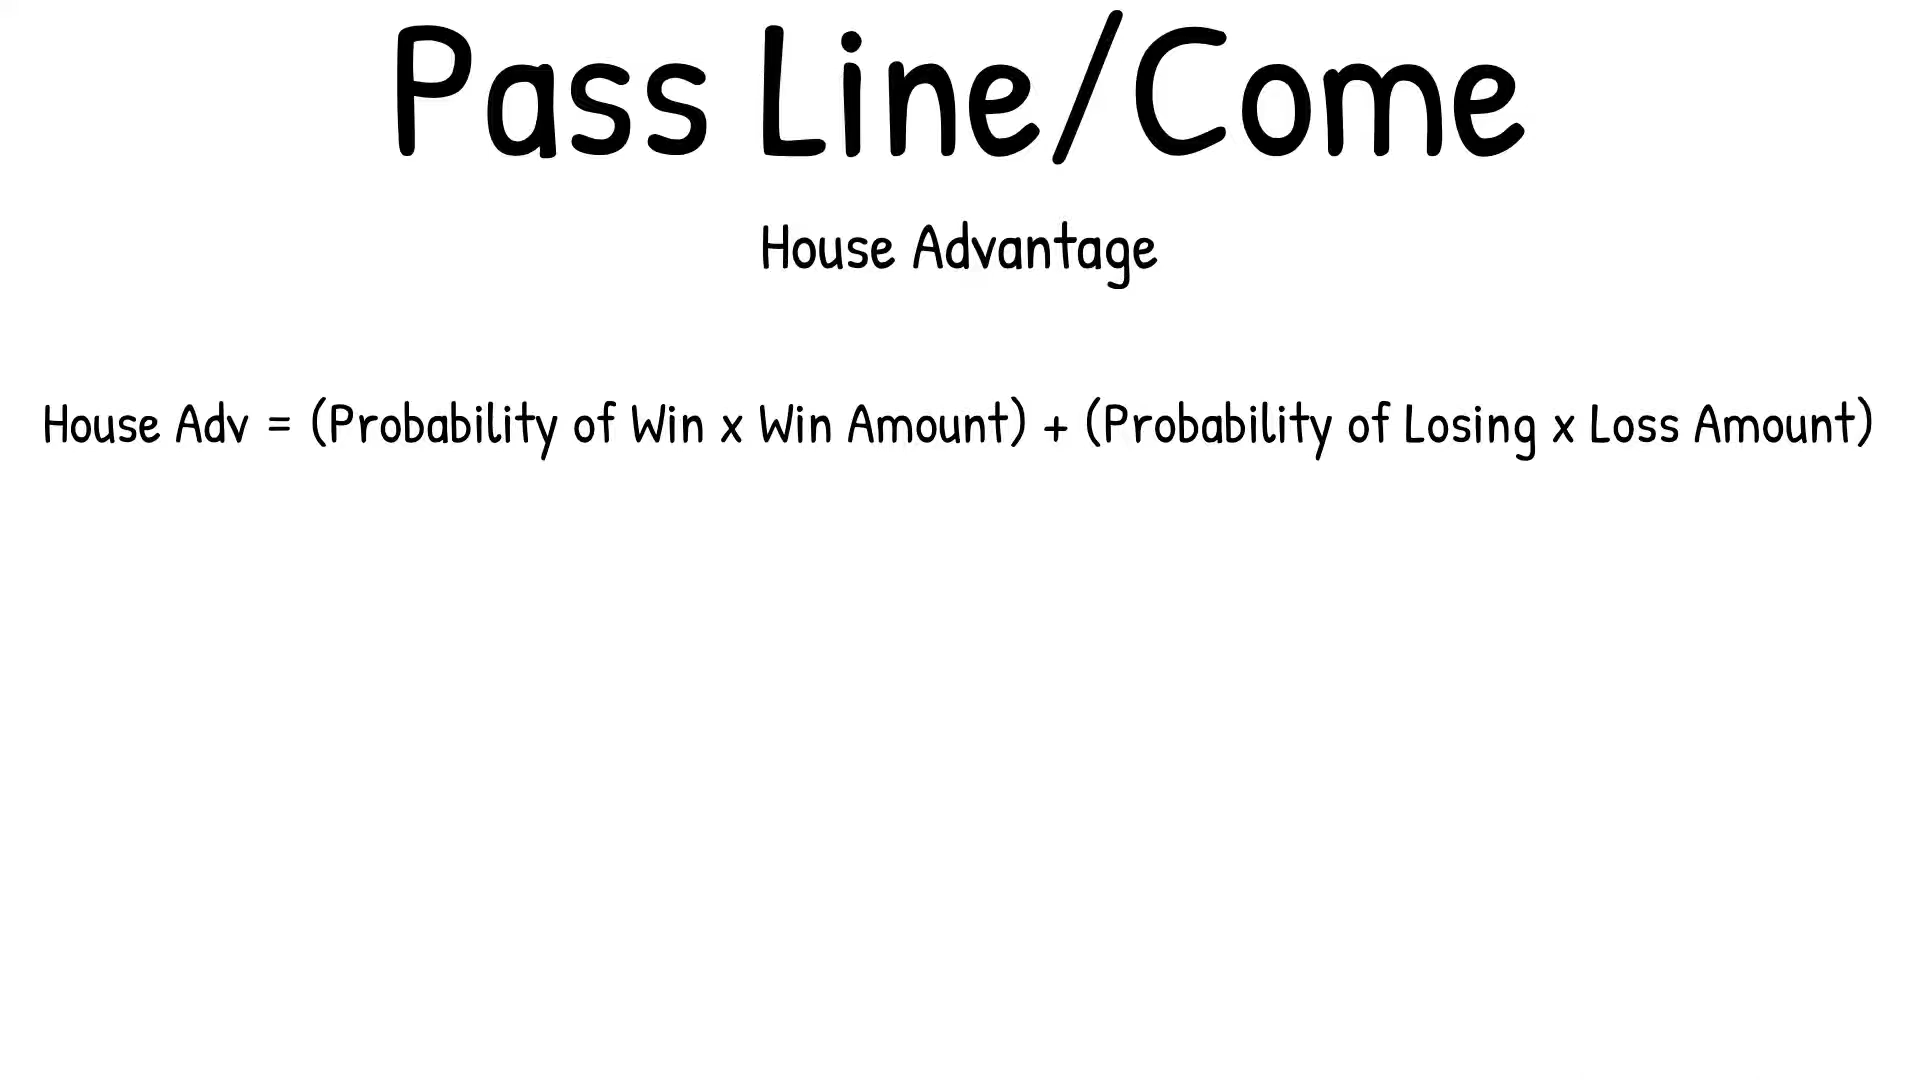 Pass Line/Come
House Advantage
House Adv = (Probability of Win x Win Amount) + (Probability of Losing x Loss Amount)